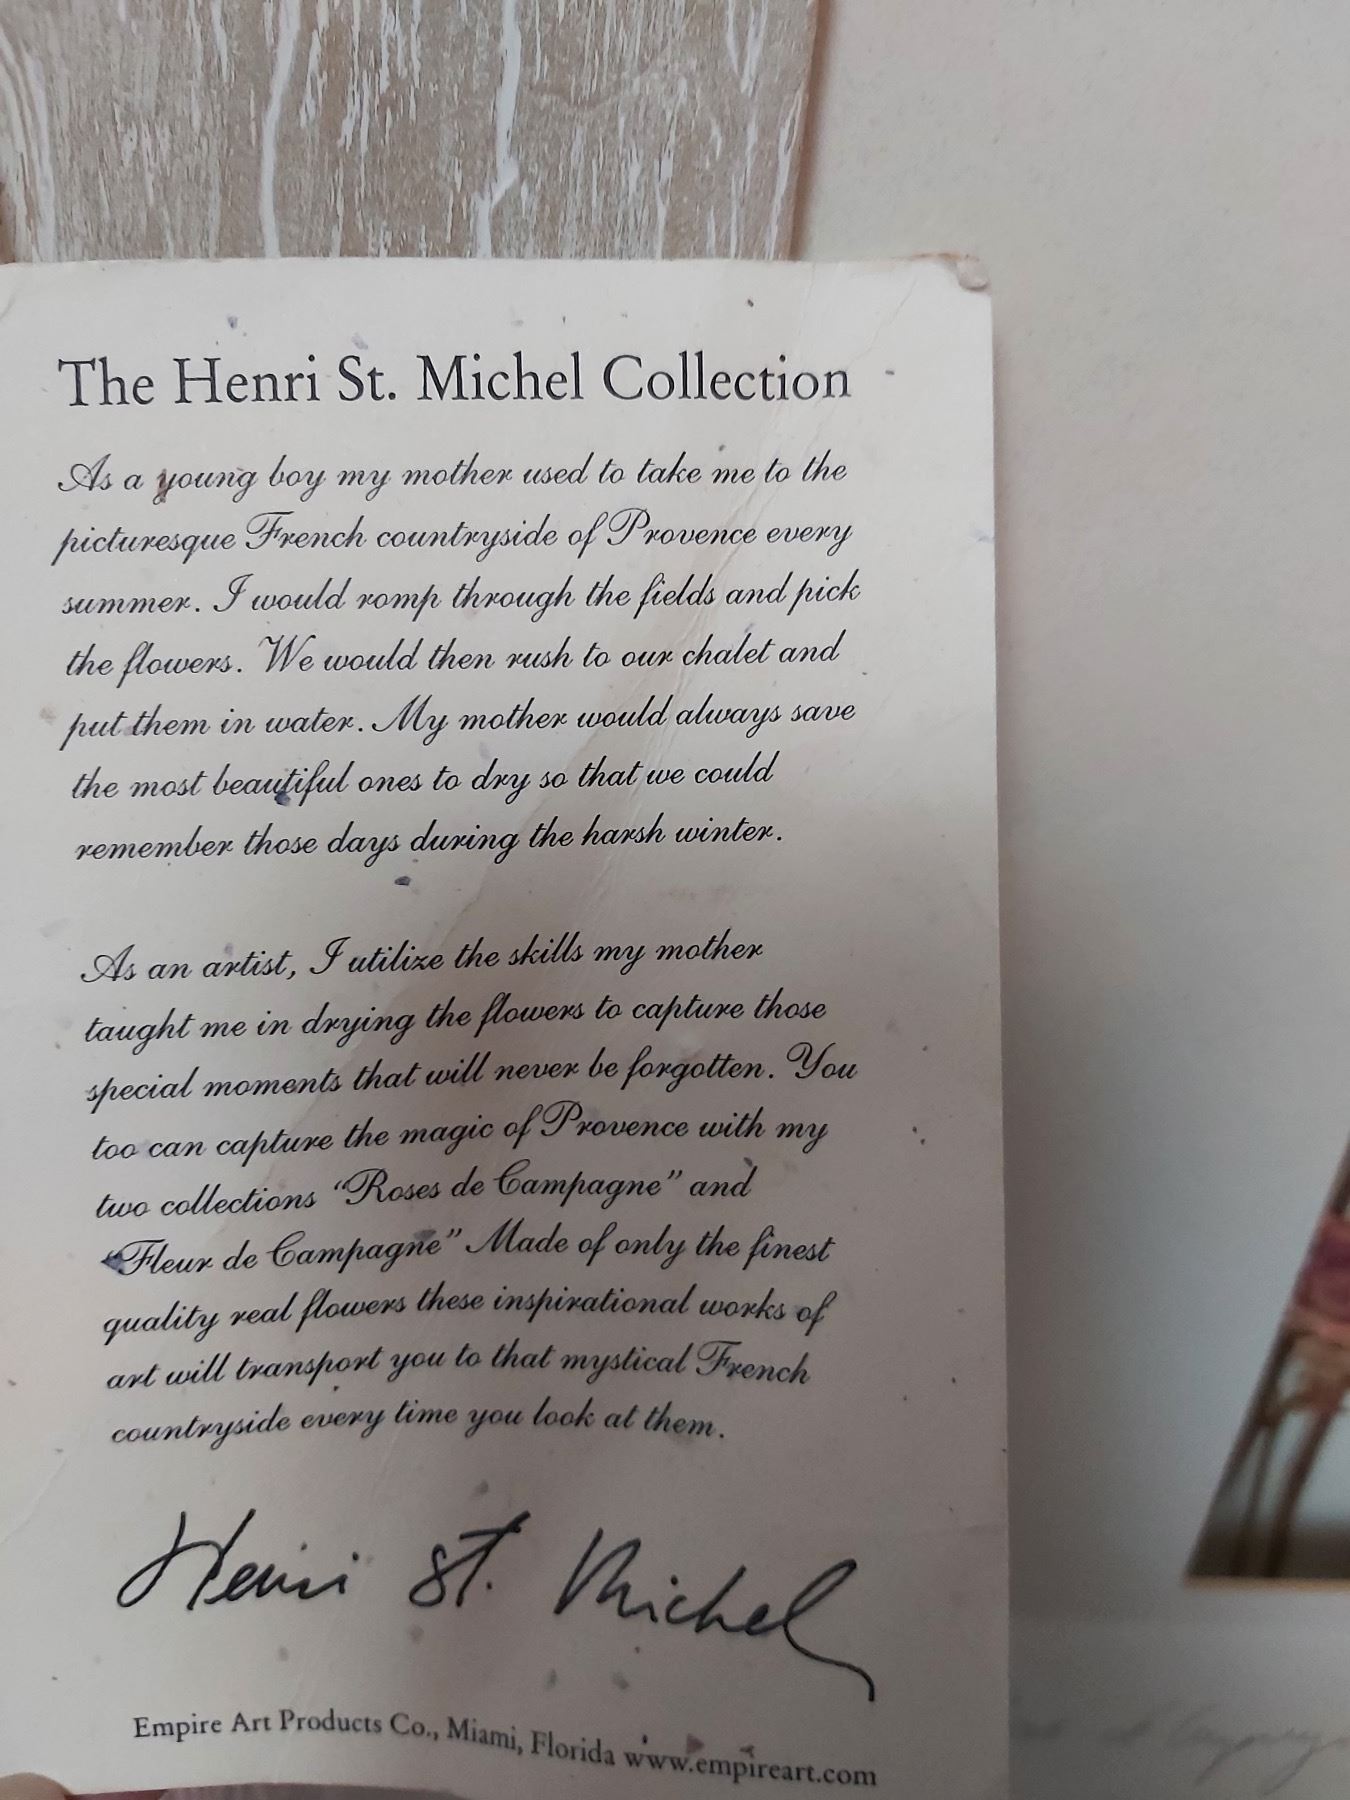 The Henri St. Michel Collection
As a young boy my mother used to take me to the
picturesque French countryside of Provence every
summer. I would romp through the fields and pick
the flowers. We would then rush to our chalet and
put them in water. My mother would always save
the most beautiful ones to dry so that we could
remember those days during the harsh winter.
As an artist, I utilize the skills my mother
taught me in drying the flowers to capture those
special moments that will never be forgotten. You
too can capture the magic of Provence with my
two collections "Roses de Campagne" and
"Fleur de Campagne" Made of only the finest
quality real flowers these inspirational works of
art will transport you to that mystical French
countryside every time you look at them.
Henri St. Michel
Empire Art Products Co., Miami, Florida www.empireart.com